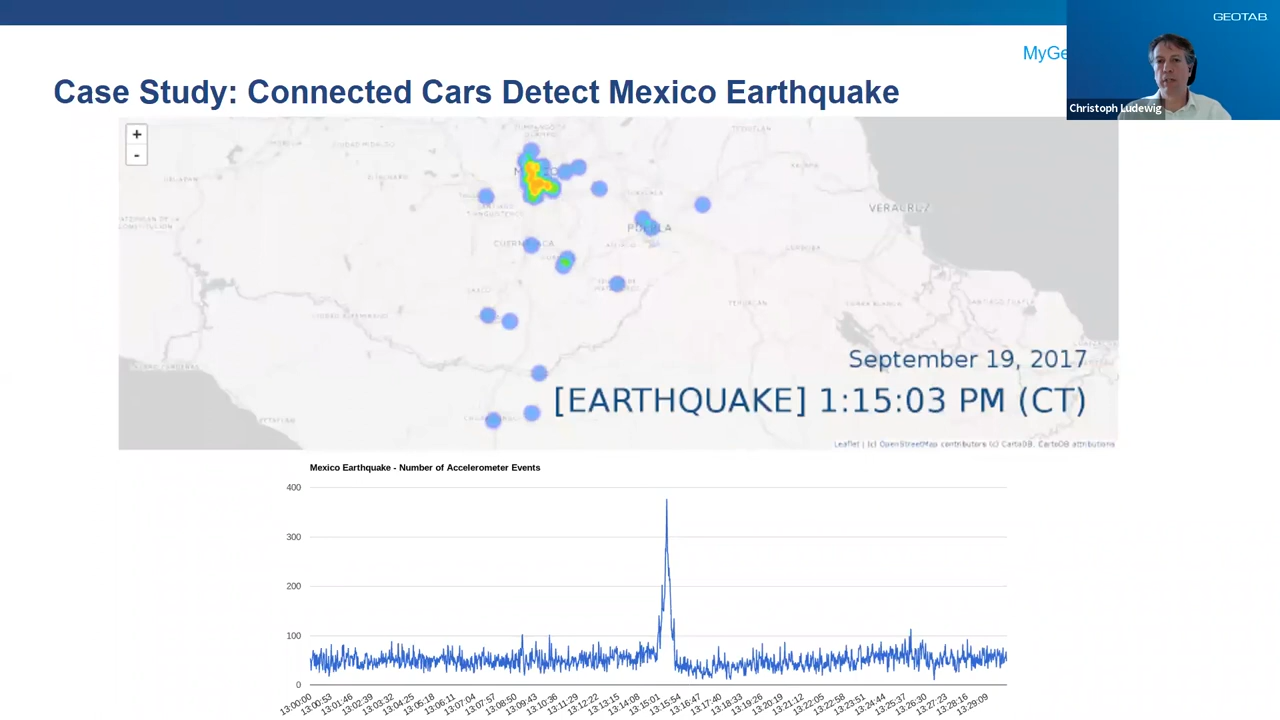 GEOTAB
MyGe
Case Study: Connected Cars Detect Mexico Earthquake
Christoph Ludewig
+
-
VERACRUZ
PUEBLA
September 19, 2017
[EARTHQUAKE] 1:15:03 PM (CT)
Leaflet | (c) OpenStreetMap contributors (c) CartoDB, CartoDB attributions
Mexico Earthquake - Number of Accelerometer Events
400
300
200
100
0
13:00:00 13:00:53 13:01:46 13:02:39 13:03:32 13:04:25 13:05:18 13:06:11 13:07:04 13:07:57 13:08:50 13:09:43 13:10:36 13:11:29 13:12:22 13:13:15 13:14:08 13:15:01 13:15:54 13:16:47 13:17:40 13:18:33 13:19:26 13:20:19 13:21:12 13:22:05 13:22:58 13:23:51 13:24:44 13:25:37 13:26:30 13:27:23 13:28:16 13:29:09